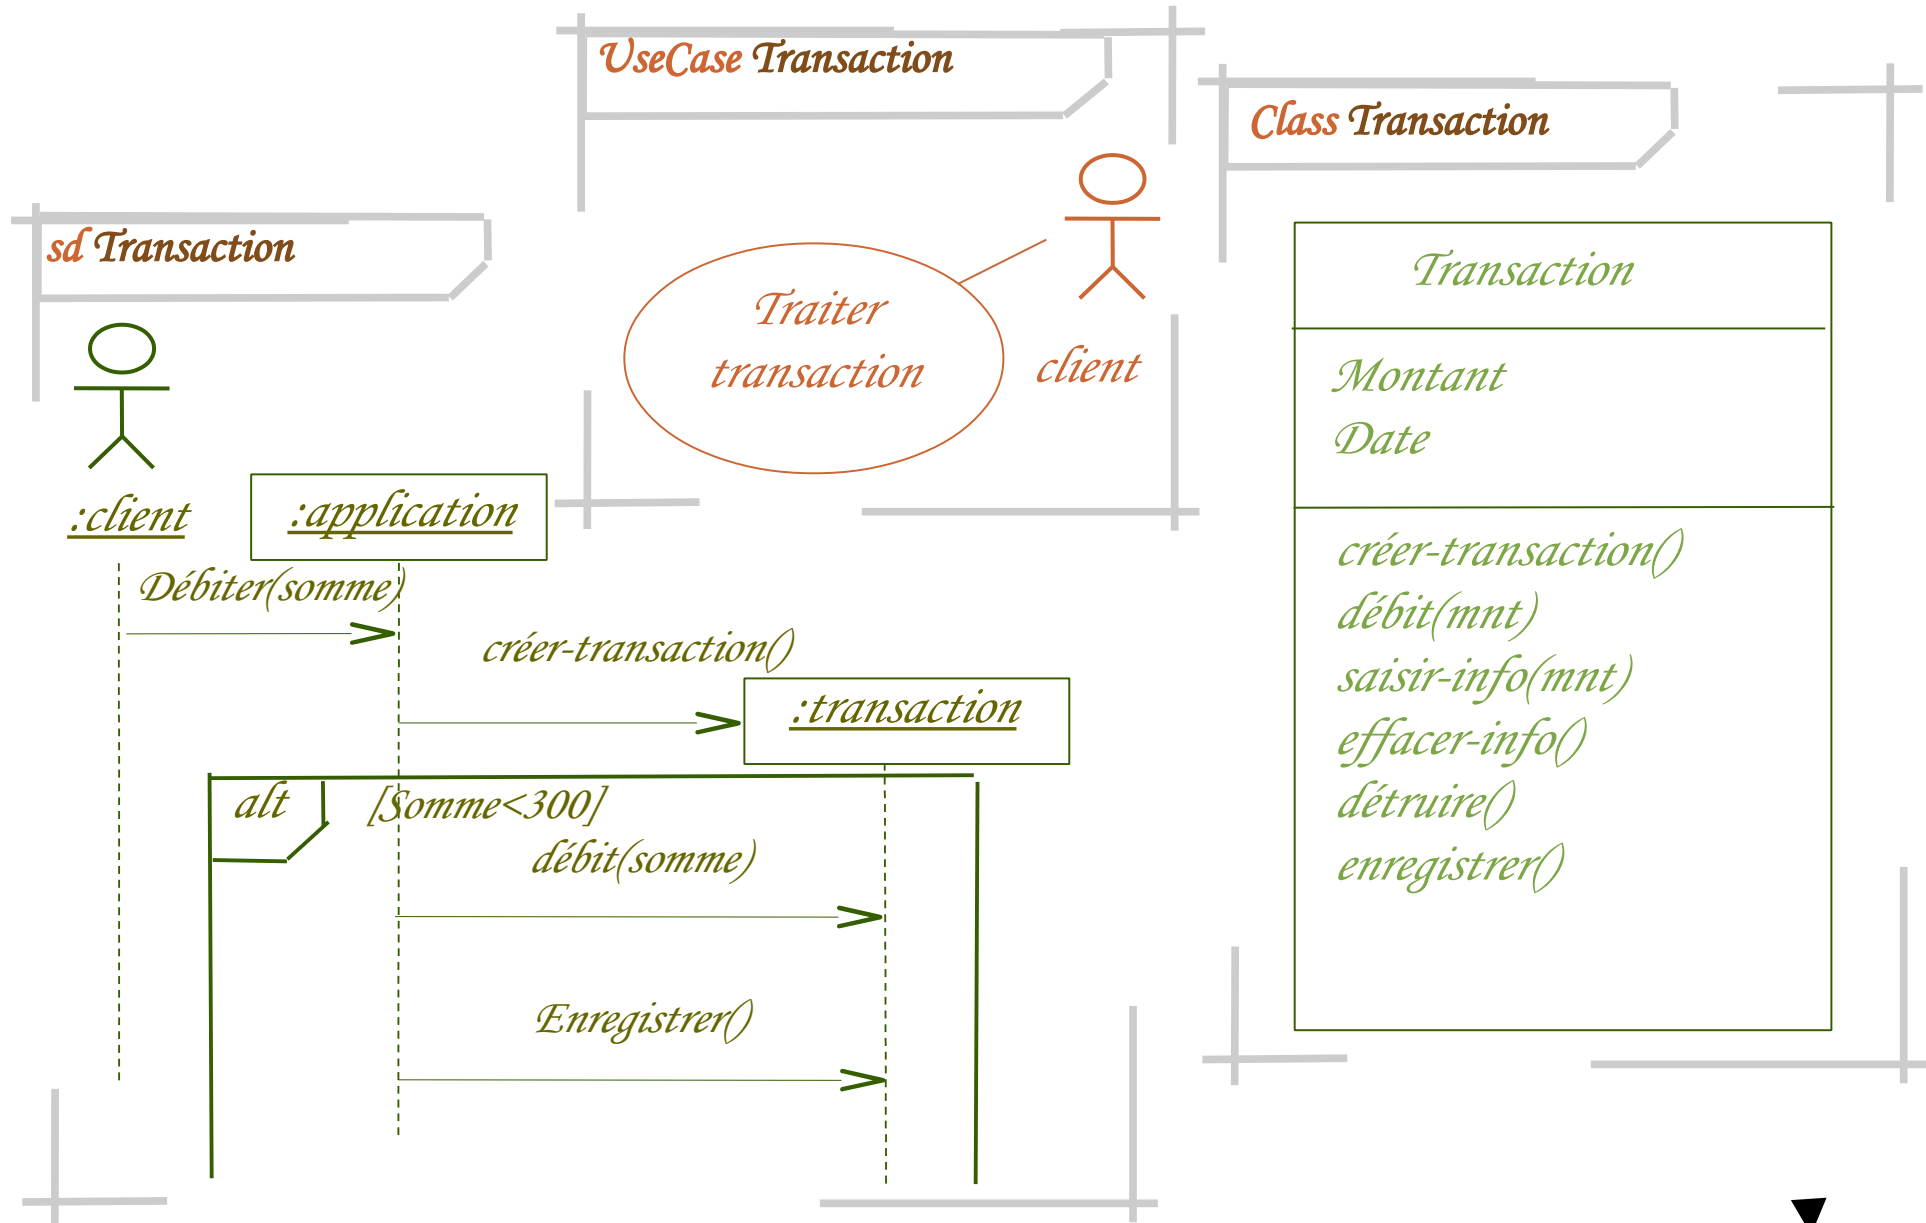 UseCase Transaction
Traiter
transaction
client
Class Transaction
Transaction
Montant
Date
créer-transaction()
débit(mnt)
saisir-info(mnt)
effacer-info()
détruire()
enregistrer()
sd Transaction
:client
:application
Débiter(somme)
créer-transaction()
:transaction
alt [Somme<300]
débit(somme)
Enregistrer()